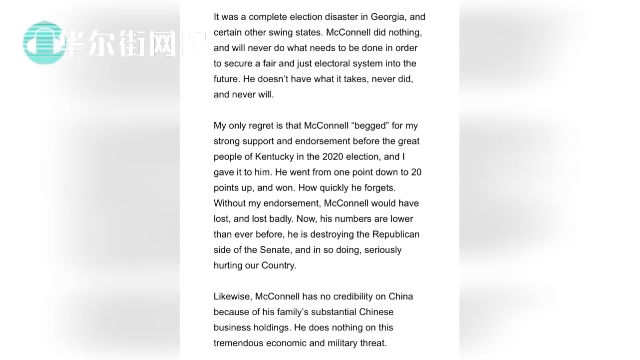 华尔街网
It was a complete election disaster in Georgia, and
certain other swing states. McConnell did nothing,
and will never do what needs to be done in order
to secure a fair and just electoral system into the
future. He doesn't have what it takes, never did,
and never will.
My only regret is that McConnell “begged” for my
strong support and endorsement before the great
people of Kentucky in the 2020 election, and I
gave it to him. He went from one point down to 20
points up, and won. How quickly he forgets.
Without my endorsement, McConnell would have
lost, and lost badly. Now, his numbers are lower
than ever before, he is destroying the Republican
side of the Senate, and in so doing, seriously
hurting our Country.
Likewise, McConnell has no credibility on China
because of his family's substantial Chinese
business holdings. He does nothing on this
tremendous economic and military threat.